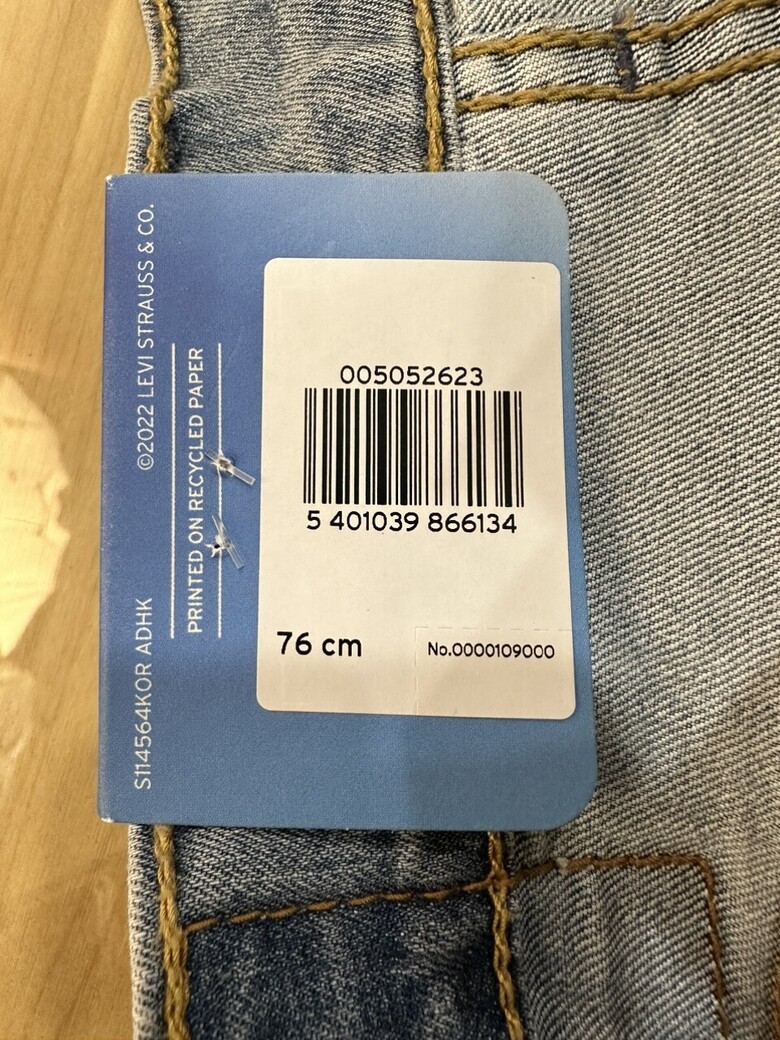 ©2022 LEVI STRAUSS & CO.
PRINTED ON RECYCLED PAPER
S114564KOR ADHK
005052623
5 401039 866134
76 cm
No.0000109000